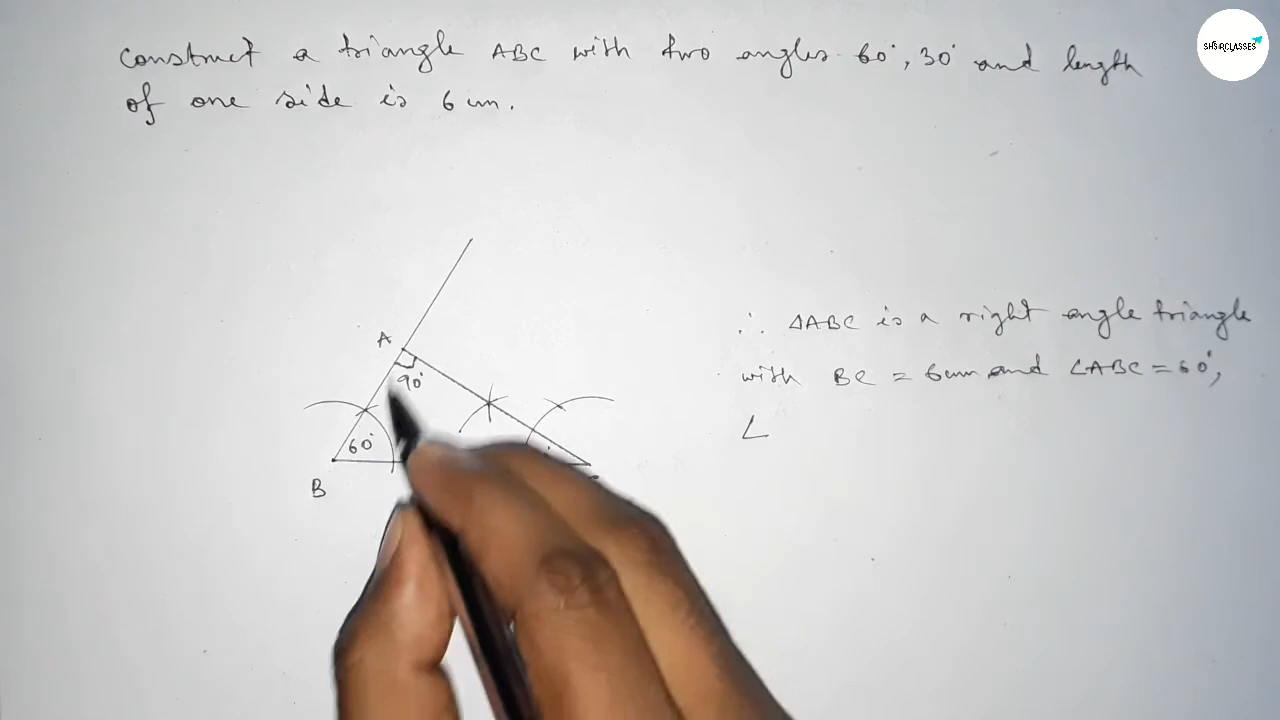 construct a triangle ABC with two angles 60°, 30° and length
of one side is 6 cm.
SHSIRCLASSES
A
90°
60°
B
∴ ΔABC is a right angle triangle
with BC = 6cm and ∠ABC = 60°,
∠